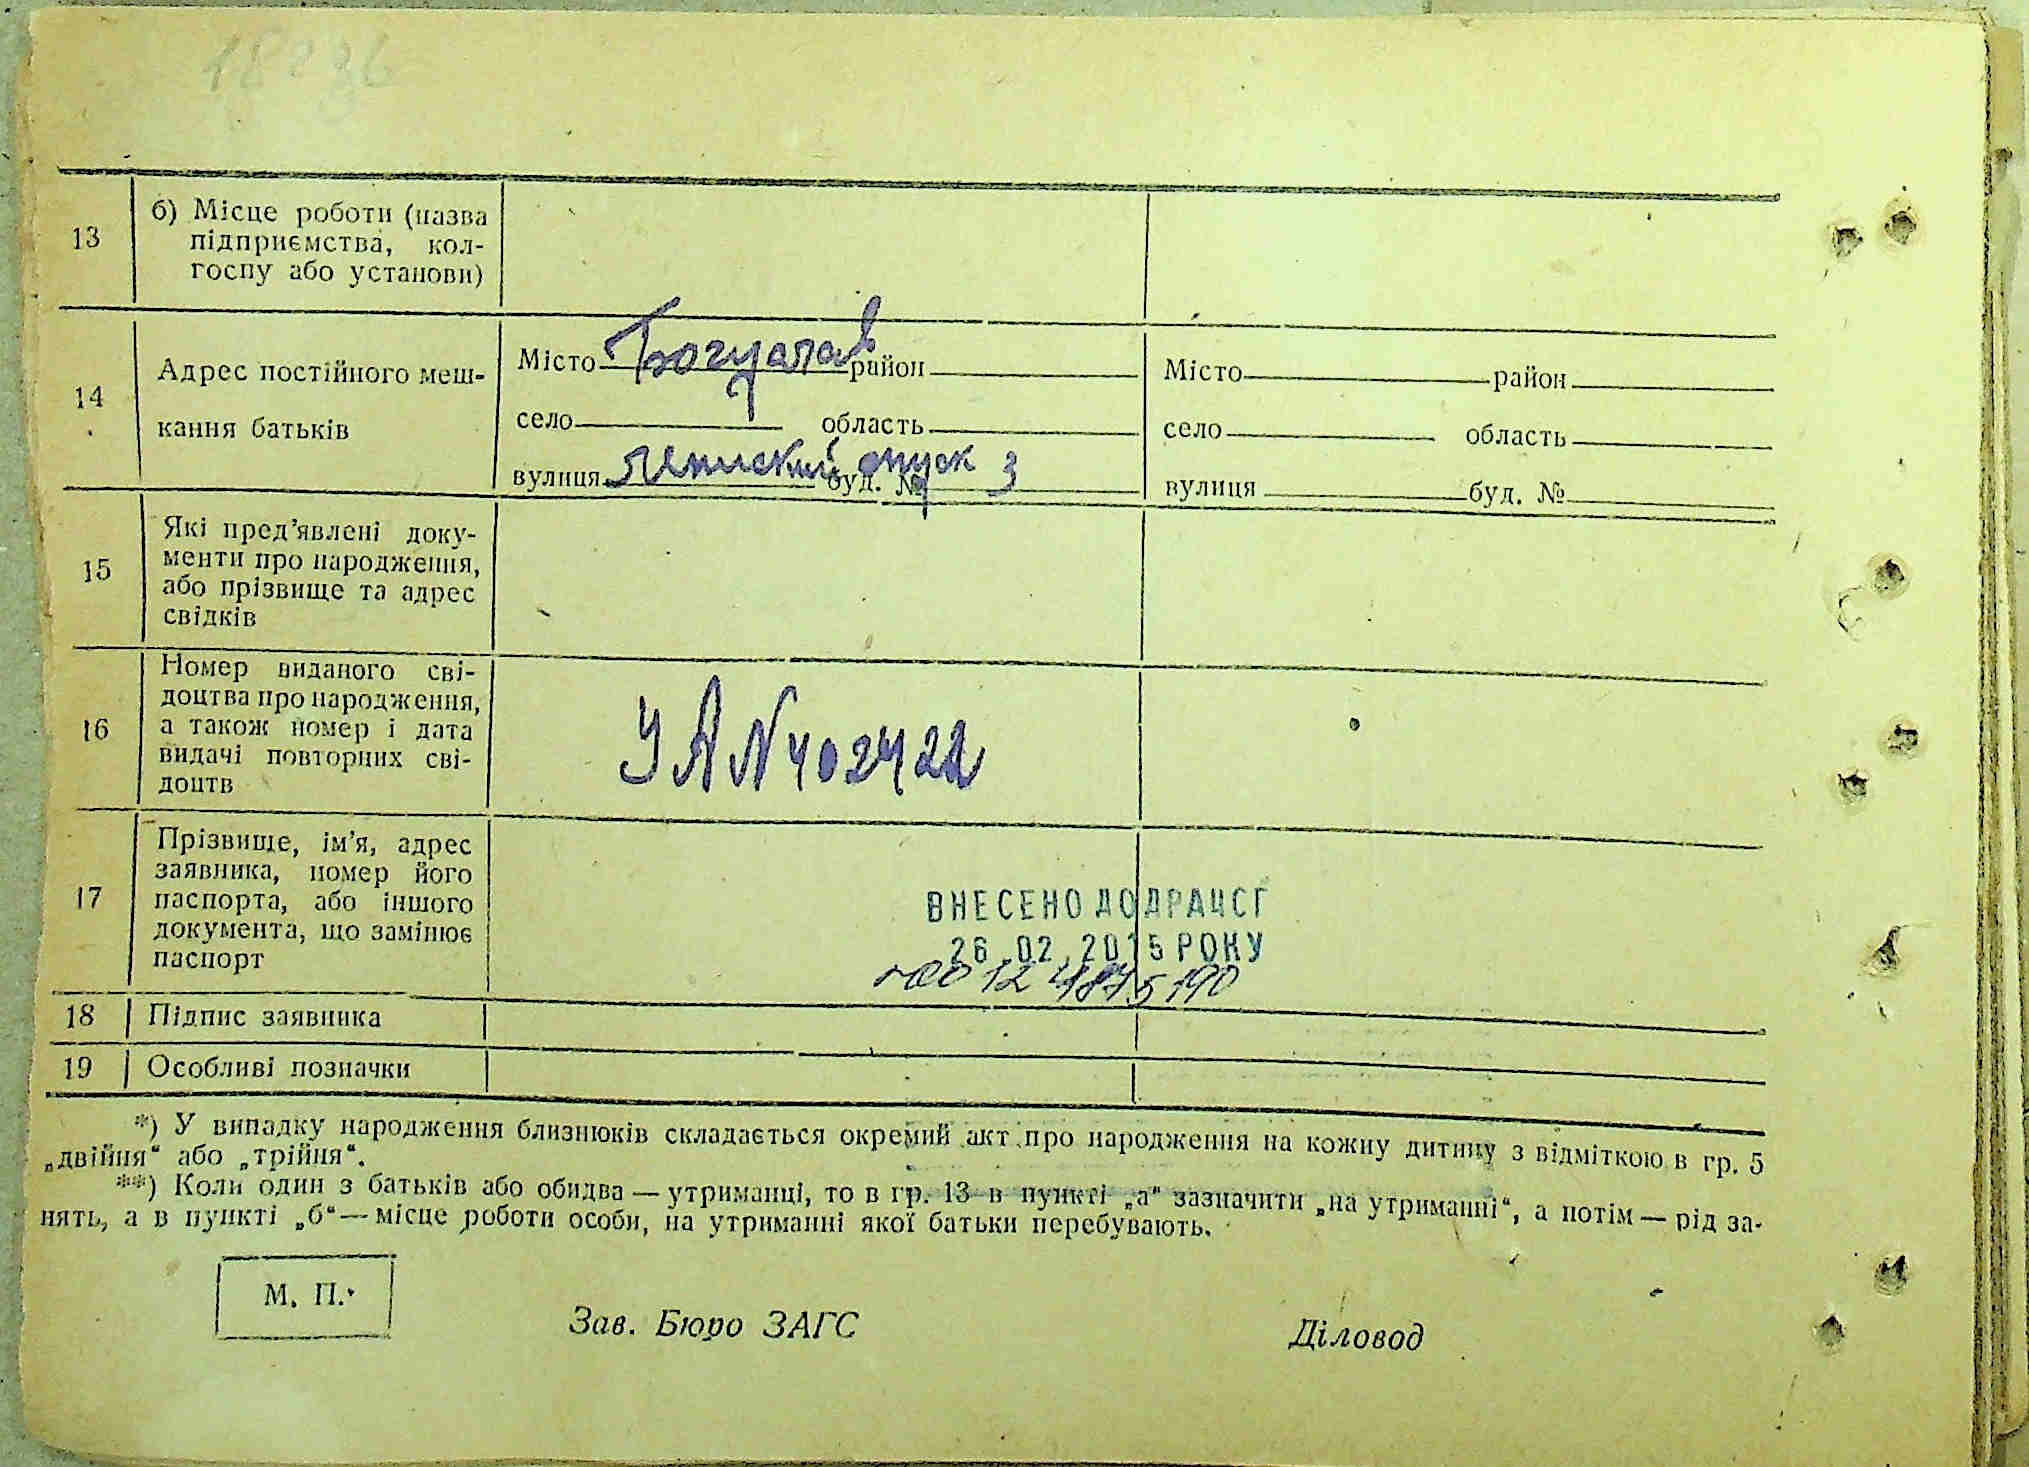 13
б) Місце роботи (назва
підприємства, кол-
госпу або установи)
14
Адрес постійного меш-
кання батьків
Місто Богуслав район
село область
вулиця спуск буд. № 3
Місто район
село область
вулиця буд. №
15
Які пред’явлені доку-
менти про народження,
або прізвище та адрес
свідків
16
Номер виданого сві-
доцтва про народження,
а також номер і дата
видачі повторних сві-
доцтв
УА N 402422
17
Прізвище, ім’я, адрес
заявника, номер його
паспорта, або іншого
документа, що замінює
паспорт
ВНЕСЕНО ДО ДРАЦСГ
26.02.2015 РОКУ
18 Підпис заявника
19 Особливі позначки
*) У випадку народження близнюків складається окремий акт про народження на кожну дитину з відміткою в гр. 5
„двійня“ або „трійня“.
**) Коли один з батьків або обидва — утриманці, то в гр. 13 в пункті „а“ зазначити „на утриманні“, а потім — рід за-
нять, а в пункті „б“ — місце роботи особи, на утриманні якої батьки перебувають.
М. П.
Зав. Бюро ЗАГС
Діловод